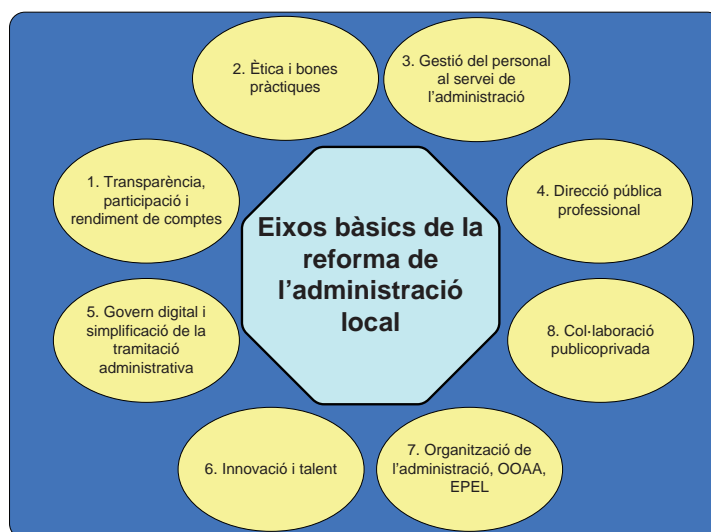 2. Ètica i bones
pràctiques
3. Gestió del personal
al servei de
l’administració
1. Transparència,
participació i
rendiment de comptes
4. Direcció pública
professional
Eixos bàsics de la
reforma de
l’administració
local
5. Govern digital i
simplificació de la
tramitació
administrativa
8. Col·laboració
publicoprivada
6. Innovació i talent
7. Organització de
l’administració, OOAA,
EPEL